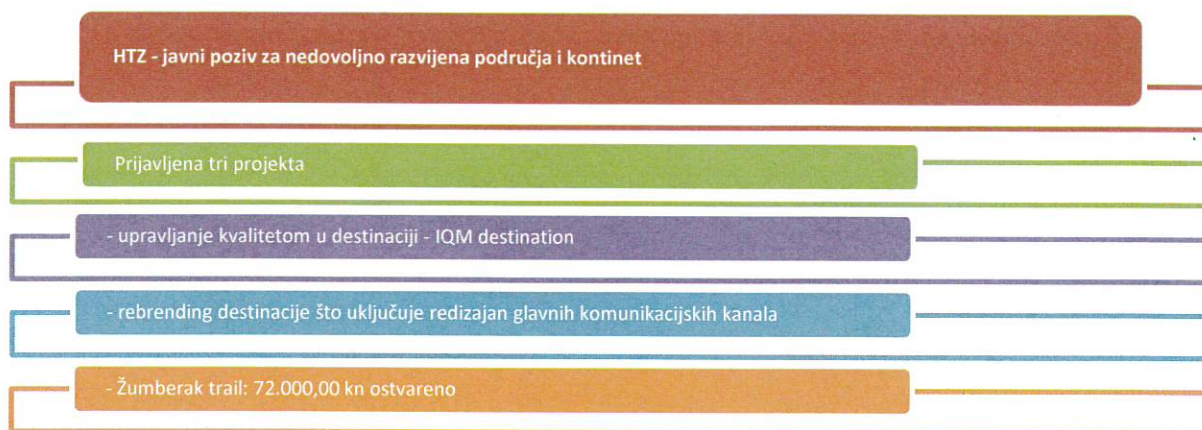 HTZ - javni poziv za nedovoljno razvijena područja i kontinet
Prijavljena tri projekta
- upravljanje kvalitetom u destinaciji - IQM destination
- rebrending destinacije što uključuje redizajan glavnih komunikacijskih kanala
- Žumberak trail: 72.000,00 kn ostvareno